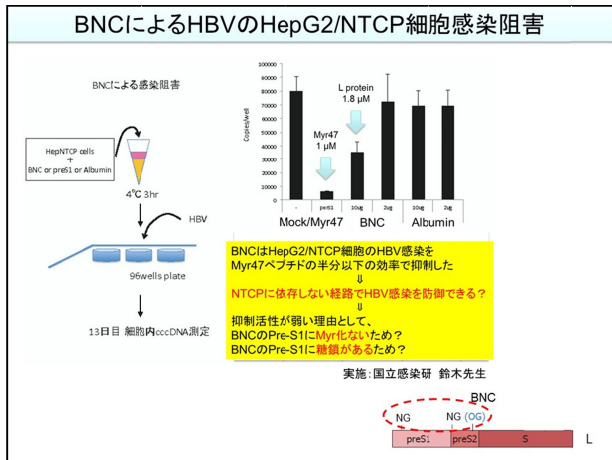 BNCによるHBVのHepG2/NTCP細胞感染阻害
BNCによる感染阻害
HepNTCP cells
+
BNC or preS1 or Albumin
4℃ 3hr
HBV
96wells plate
13日目 細胞内cccDNA測定
Copies/well
100000
90000
80000
70000
60000
50000
40000
30000
20000
10000
0
Myr47
1 μM
L protein
1.8 μM
- preS1 10ug 2ug 10ug 2ug
Mock/Myr47 BNC Albumin
BNCはHepG2/NTCP細胞のHBV感染を
Myr47ペプチドの半分以下の効率で抑制した
⇓
NTCPに依存しない経路でHBV感染を防御できる?
⇓
抑制活性が弱い理由として、
BNCのPre-S1にMyr化ないため?
BNCのPre-S1に糖鎖があるため?
実施:国立感染研 鈴木先生
BNC
NG NG (OG)
preS1 preS2 S L